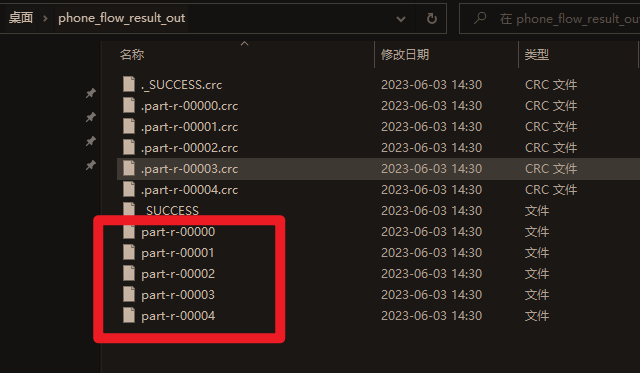 桌面 phone_flow_result_out 在 phone_flow_result_out 中
名称 修改日期 类型
._SUCCESS.crc 2023-06-03 14:30 CRC 文件
.part-r-00000.crc 2023-06-03 14:30 CRC 文件
.part-r-00001.crc 2023-06-03 14:30 CRC 文件
.part-r-00002.crc 2023-06-03 14:30 CRC 文件
.part-r-00003.crc 2023-06-03 14:30 CRC 文件
.part-r-00004.crc 2023-06-03 14:30 CRC 文件
_SUCCESS 2023-06-03 14:30 文件
part-r-00000 2023-06-03 14:30 文件
part-r-00001 2023-06-03 14:30 文件
part-r-00002 2023-06-03 14:30 文件
part-r-00003 2023-06-03 14:30 文件
part-r-00004 2023-06-03 14:30 文件